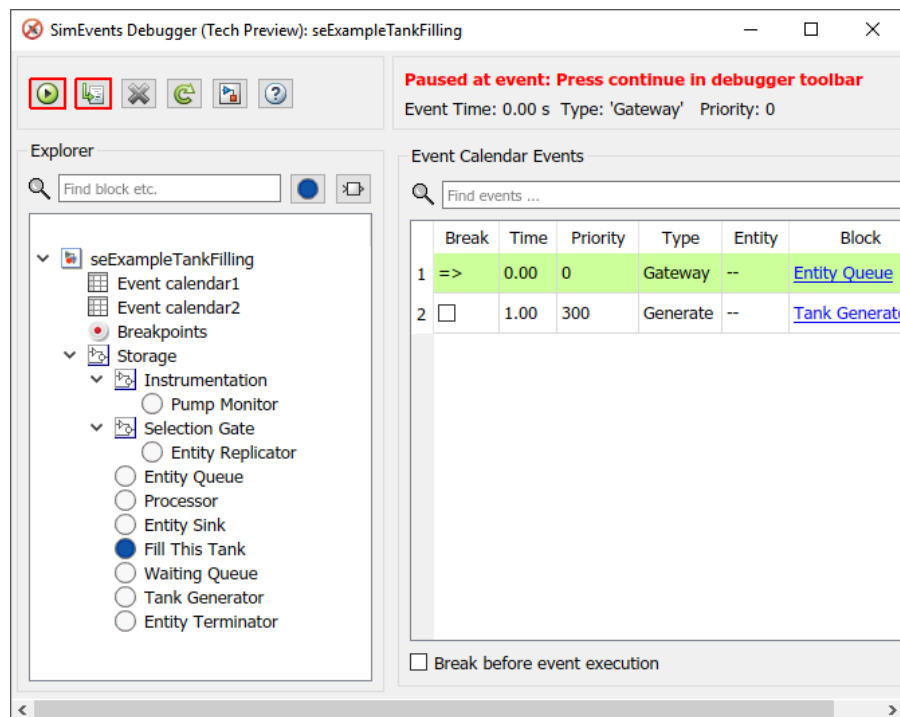 SimEvents Debugger (Tech Preview): seExampleTankFilling
Paused at event: Press continue in debugger toolbar
Event Time: 0.00 s Type: 'Gateway' Priority: 0
Explorer
Find block etc.
seExampleTankFilling
Event calendar1
Event calendar2
Breakpoints
Storage
Instrumentation
Pump Monitor
Selection Gate
Entity Replicator
Entity Queue
Processor
Entity Sink
Fill This Tank
Waiting Queue
Tank Generator
Entity Terminator
Event Calendar Events
Find events ...
Break Time Priority Type Entity Block
1 => 0.00 0 Gateway -- Entity Queue
2 1.00 300 Generate -- Tank Generato
Break before event execution